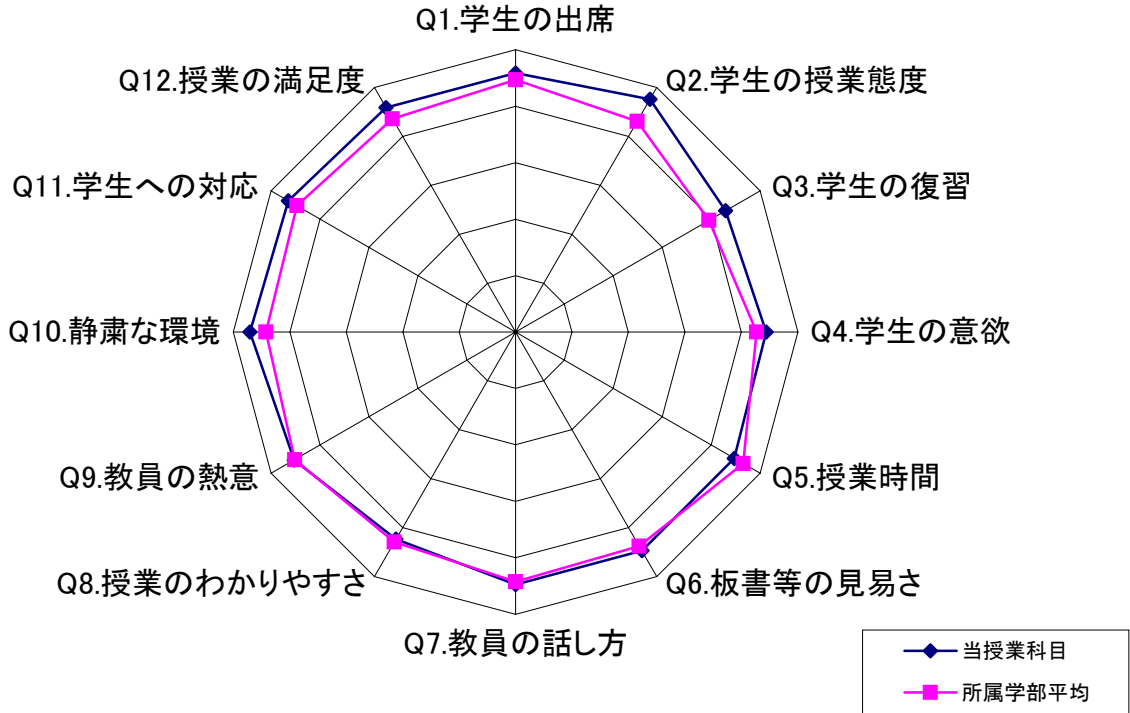 Q1.学生の出席
Q2.学生の授業態度
Q3.学生の復習
Q4.学生の意欲
Q5.授業時間
Q6.板書等の見易さ
Q7.教員の話し方
Q8.授業のわかりやすさ
Q9.教員の熱意
Q10.静粛な環境
Q11.学生への対応
Q12.授業の満足度
当授業科目
所属学部平均